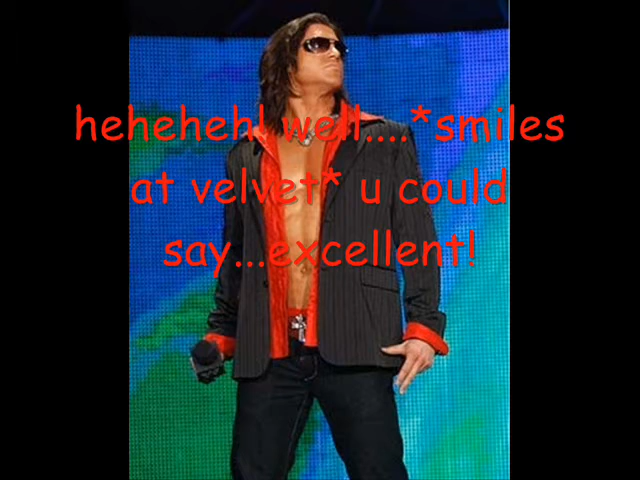 heheheh! well....*smiles
at velvet* u could
say...excellent!